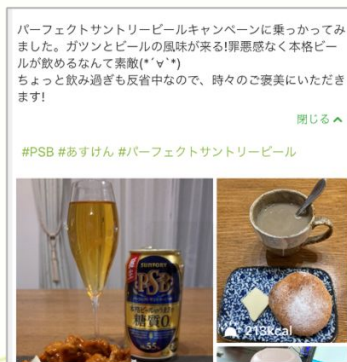 パーフェクトサントリービールキャンペーンに乗っかってみ
ました。ガツンとビールの風味が来る!罪悪感なく本格ビー
ルが飲めるなんて素敵(*´∀`*)
ちょっと飲み過ぎも反省中なので、時々のご褒美にいただき
ます!
閉じる
#PSB #あすけん #パーフェクトサントリービール
SUNTORY
PSB
糖質0
213kcal